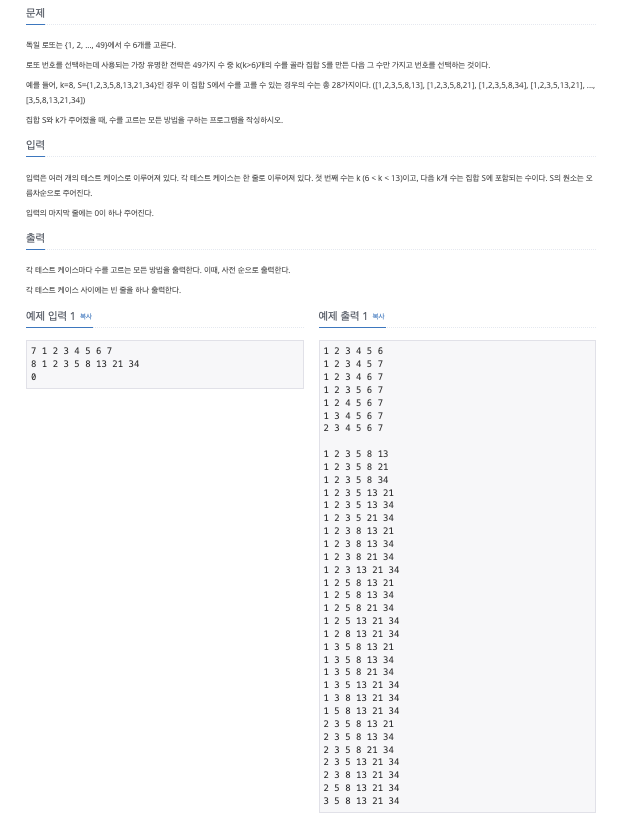 문제
독일 로또는 {1, 2, ..., 49}에서 수 6개를 고른다.
로또 번호를 선택하는데 사용되는 가장 유명한 전략은 49가지 수 중 k(k>6)개의 수를 골라 집합 S를 만든 다음 그 수만 가지고 번호를 선택하는 것이다.
예를 들어, k=8, S={1,2,3,5,8,13,21,34}인 경우 이 집합 S에서 수를 고를 수 있는 경우의 수는 총 28가지이다. ([1,2,3,5,8,13], [1,2,3,5,8,21], [1,2,3,5,8,34], [1,2,3,5,13,21], ...,
[3,5,8,13,21,34])
집합 S와 k가 주어졌을 때, 수를 고르는 모든 방법을 구하는 프로그램을 작성하시오.
입력
입력은 여러 개의 테스트 케이스로 이루어져 있다. 각 테스트 케이스는 한 줄로 이루어져 있다. 첫 번째 수는 k (6 < k < 13)이고, 다음 k개 수는 집합 S에 포함되는 수이다. S의 원소는 오
름차순으로 주어진다.
입력의 마지막 줄에는 0이 하나 주어진다.
출력
각 테스트 케이스마다 수를 고르는 모든 방법을 출력한다. 이때, 사전 순으로 출력한다.
각 테스트 케이스 사이에는 빈 줄을 하나 출력한다.
예제 입력 1 복사
7 1 2 3 4 5 6 7
8 1 2 3 5 8 13 21 34
0
예제 출력 1 복사
1 2 3 4 5 6
1 2 3 4 5 7
1 2 3 4 6 7
1 2 3 5 6 7
1 2 4 5 6 7
1 3 4 5 6 7
2 3 4 5 6 7
1 2 3 5 8 13
1 2 3 5 8 21
1 2 3 5 8 34
1 2 3 5 13 21
1 2 3 5 13 34
1 2 3 5 21 34
1 2 3 8 13 21
1 2 3 8 13 34
1 2 3 8 21 34
1 2 3 13 21 34
1 2 5 8 13 21
1 2 5 8 13 34
1 2 5 8 21 34
1 2 5 13 21 34
1 2 8 13 21 34
1 3 5 8 13 21
1 3 5 8 13 34
1 3 5 8 21 34
1 3 5 13 21 34
1 3 8 13 21 34
1 5 8 13 21 34
2 3 5 8 13 21
2 3 5 8 13 34
2 3 5 8 21 34
2 3 5 13 21 34
2 3 8 13 21 34
2 5 8 13 21 34
3 5 8 13 21 34